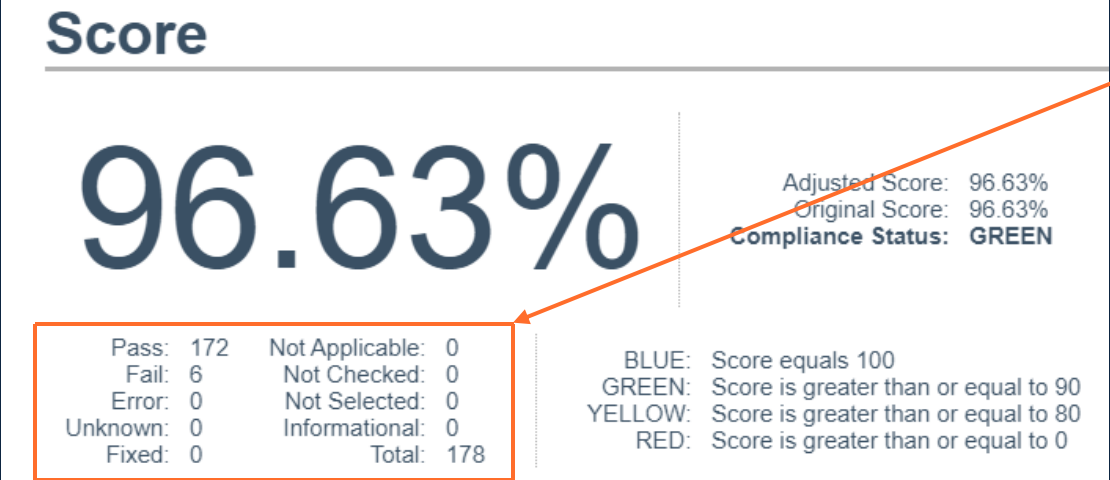 Score
96.63%
Adjusted Score: 96.63%
Original Score: 96.63%
Compliance Status: GREEN
Pass: 172 Not Applicable: 0
Fail: 6 Not Checked: 0
Error: 0 Not Selected: 0
Unknown: 0 Informational: 0
Fixed: 0 Total: 178
BLUE: Score equals 100
GREEN: Score is greater than or equal to 90
YELLOW: Score is greater than or equal to 80
RED: Score is greater than or equal to 0